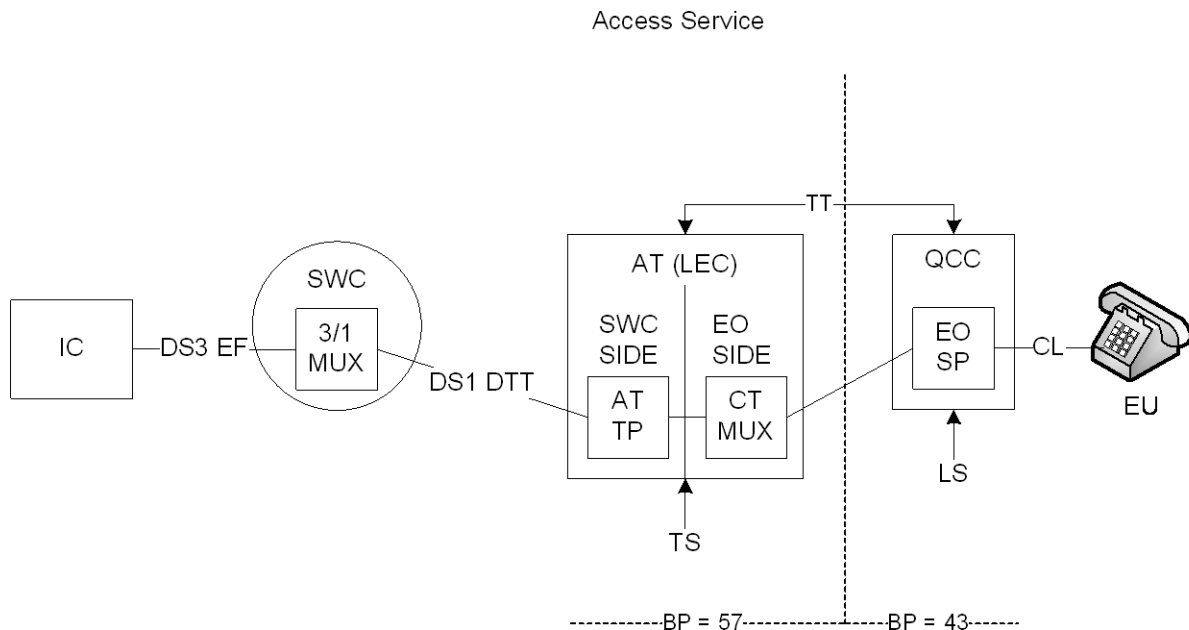 Access Service
TT
AT (LEC)
QCC
SWC
SWC
SIDE
EO
SIDE
IC
DS3 EF
3/1
MUX
EO
SP
CL
DS1 DTT
AT
TP
CT
MUX
EU
LS
TS
BP = 57
BP = 43